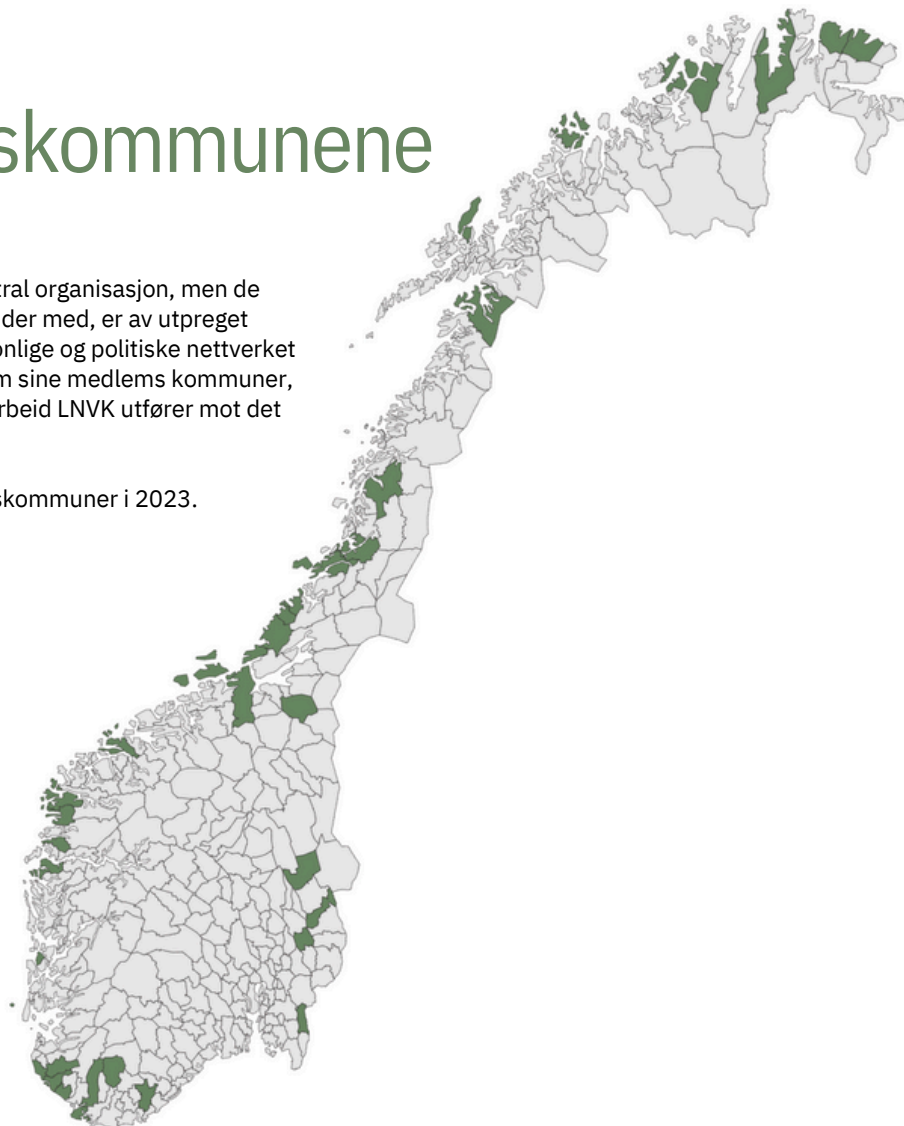 skommunene
tral organisasjon, men de
der med, er av utpreget
onlige og politiske nettverket
m sine medlems kommuner,
rbeid LNVK utfører mot det
skommuner i 2023.